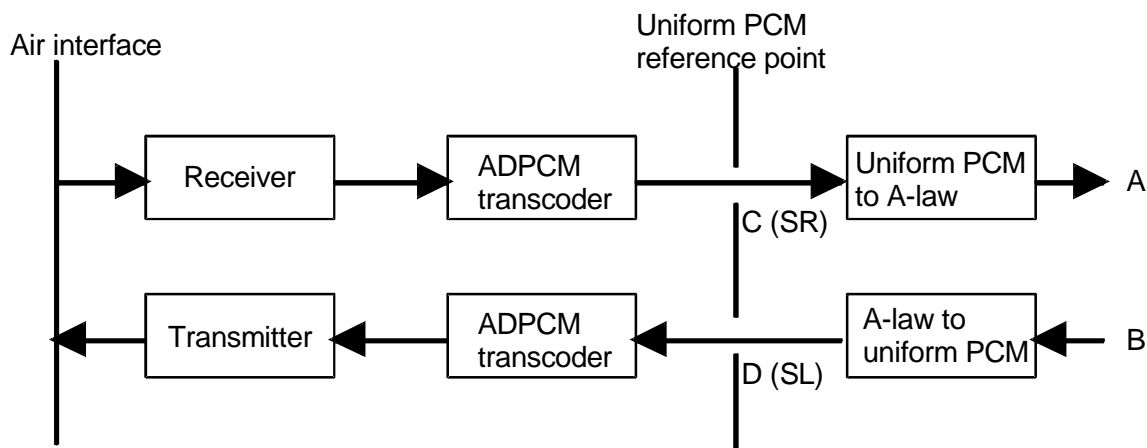 Air interface
Uniform PCM
reference point
Receiver
ADPCM
transcoder
Uniform PCM
to A-law
A
C (SR)
Transmitter
ADPCM
transcoder
A-law to
uniform PCM
B
D (SL)